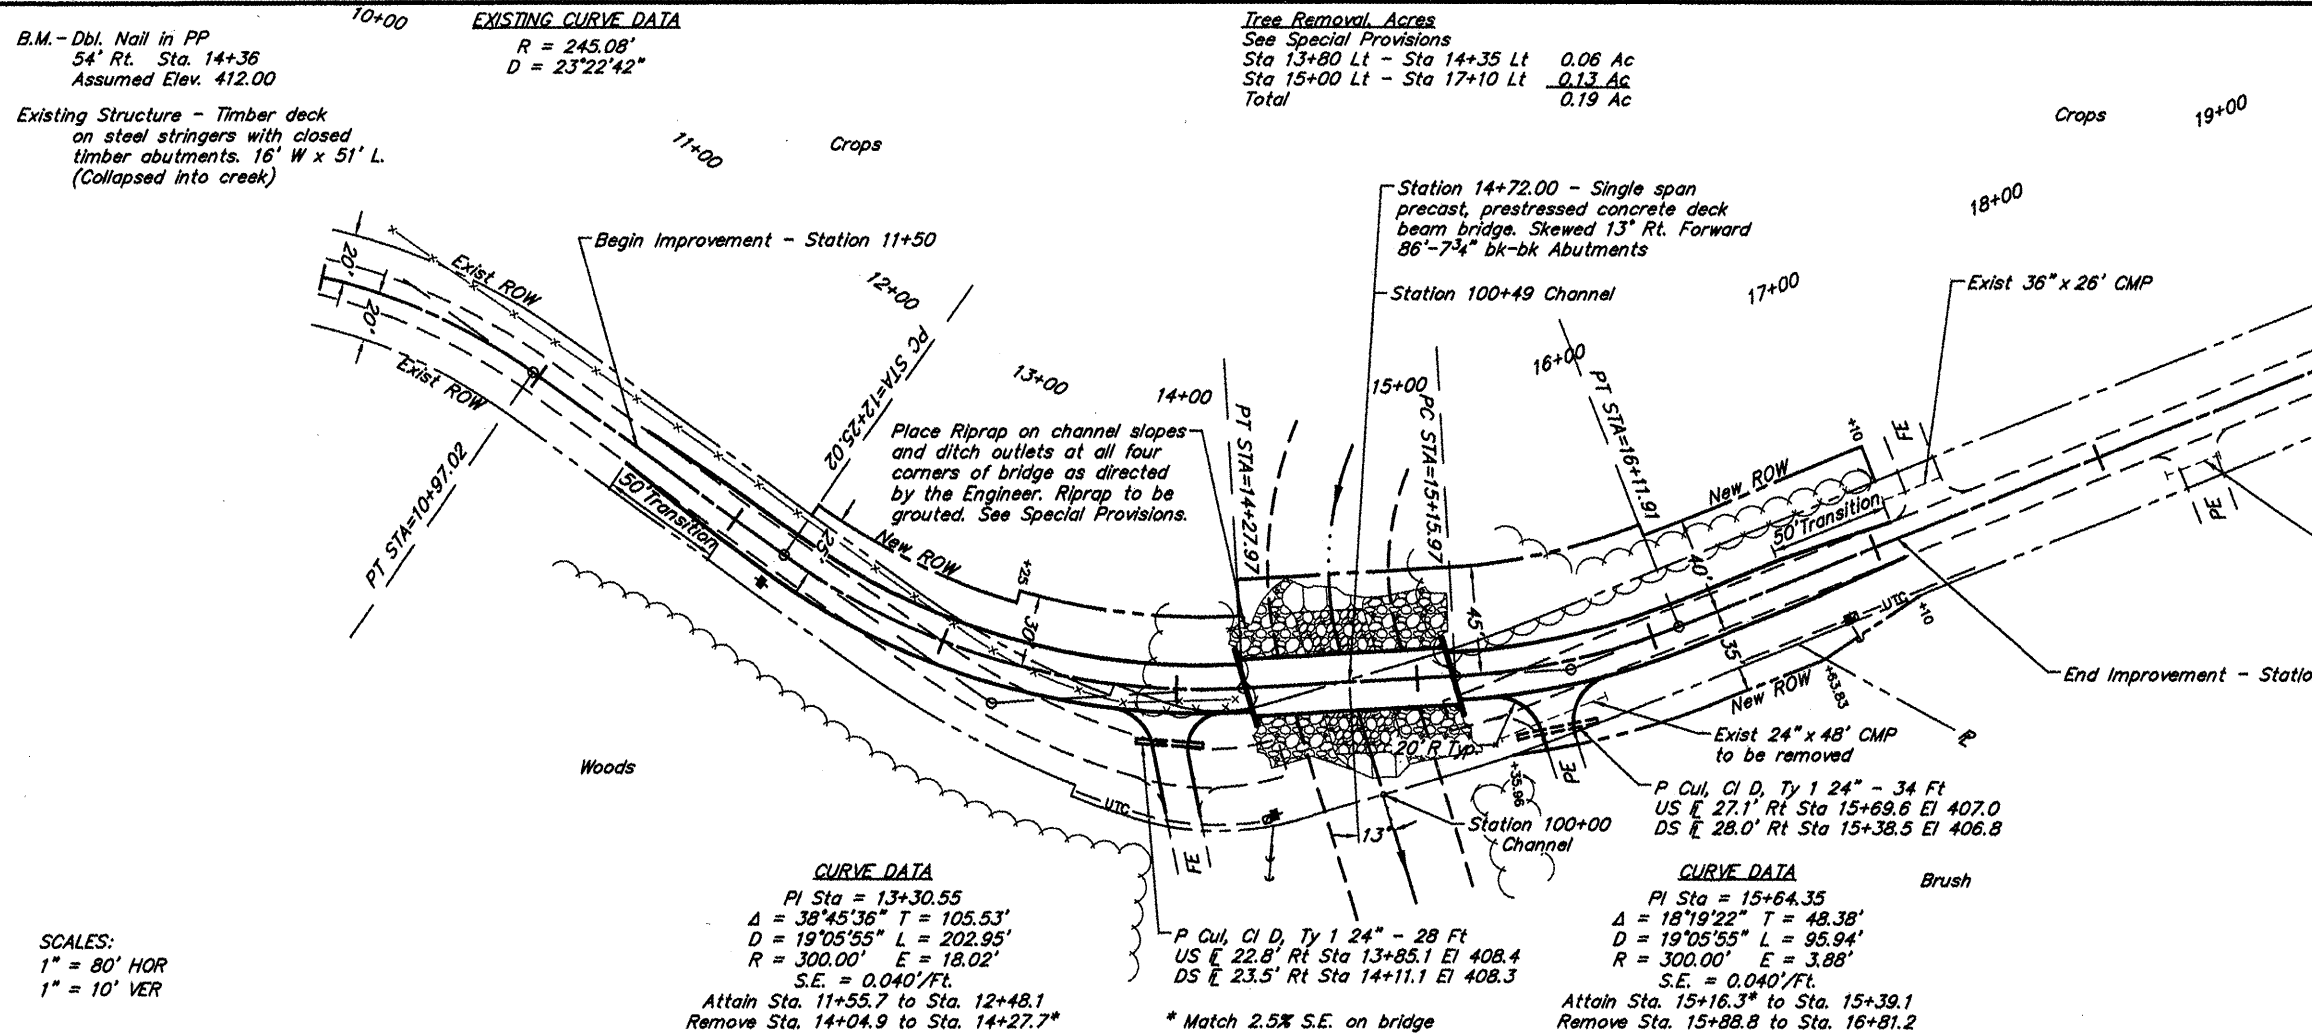 10+00
EXISTING CURVE DATA
R = 245.08'
D = 23°22'42"
B.M.- Dbl. Nail in PP
54' Rt. Sta. 14+36
Assumed Elev. 412.00
Existing Structure - Timber deck
on steel stringers with closed
timber abutments. 16' W x 51' L.
(Collapsed into creek)
Tree Removal, Acres
See Special Provisions
Sta 13+80 Lt - Sta 14+35 Lt 0.06 Ac
Sta 15+00 Lt - Sta 17+10 Lt 0.13 Ac
Total 0.19 Ac
11+00
Crops
Crops
19+00
18+00
Station 14+72.00 - Single span
precast, prestressed concrete deck
beam bridge. Skewed 13° Rt. Forward
86'-7¾" bk-bk Abutments
Begin Improvement - Station 11+50
20'
20'
Exist ROW
Exist ROW
12+00
Station 100+49 Channel
17+00
Exist 36" x 26' CMP
PC STA=12+25.02
13+00
14+00
15+00
16+00
PT STA=14+27.97
PC STA=15+15.97
PT STA=16+11.91
Place Riprap on channel slopes
and ditch outlets at all four
corners of bridge as directed
by the Engineer. Riprap to be
grouted. See Special Provisions.
PT STA=10+97.02
50'Transition
25'
New ROW
+25
30'
45'
40'
35'
New ROW
+10
FE
50'Transition
PE
UTC
+10
+63.83
End Improvement - Statio
New ROW
PL
Exist 24" x 48' CMP
to be removed
20' R Typ.
PE
+35.96
P Cul, Cl D, Ty 1 24" - 34 Ft
US FL 27.1' Rt Sta 15+69.6 El 407.0
DS FL 28.0' Rt Sta 15+38.5 El 406.8
Woods
UTC
FE
13°
Station 100+00
Channel
Brush
CURVE DATA
PI Sta = 13+30.55
Δ = 38°45'36" T = 105.53'
D = 19°05'55" L = 202.95'
R = 300.00' E = 18.02'
S.E. = 0.040'/Ft.
Attain Sta. 11+55.7 to Sta. 12+48.1
Remove Sta. 14+04.9 to Sta. 14+27.7*
P Cul, Cl D, Ty 1 24" - 28 Ft
US FL 22.8' Rt Sta 13+85.1 El 408.4
DS FL 23.5' Rt Sta 14+11.1 El 408.3
* Match 2.5% S.E. on bridge
CURVE DATA
PI Sta = 15+64.35
Δ = 18°19'22" T = 48.38'
D = 19°05'55" L = 95.94'
R = 300.00' E = 3.88'
S.E. = 0.040'/Ft.
Attain Sta. 15+16.3* to Sta. 15+39.1
Remove Sta. 15+88.8 to Sta. 16+81.2
SCALES:
1" = 80' HOR
1" = 10' VER